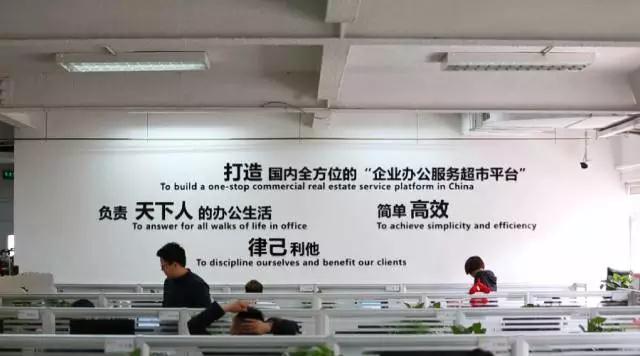 打造 国内全方位的 “企业办公服务超市平台”
To build a one-stop commercial real estate service platform in China
负责 天下人 的办公生活
To answer for all walks of life in office
简单 高效
To achieve simplicity and efficiency
律己 利他
To discipline ourselves and benefit our clients